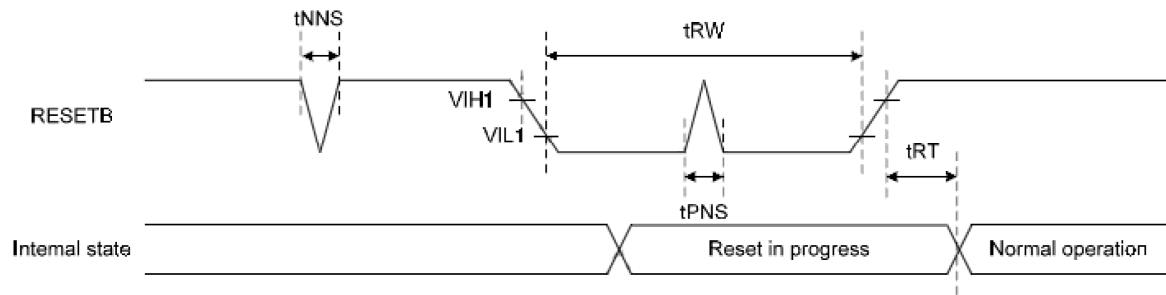 tNNS
tRW
RESETB
VIH1
VIL1
tRT
tPNS
Internal state
Reset in progress
Normal operation